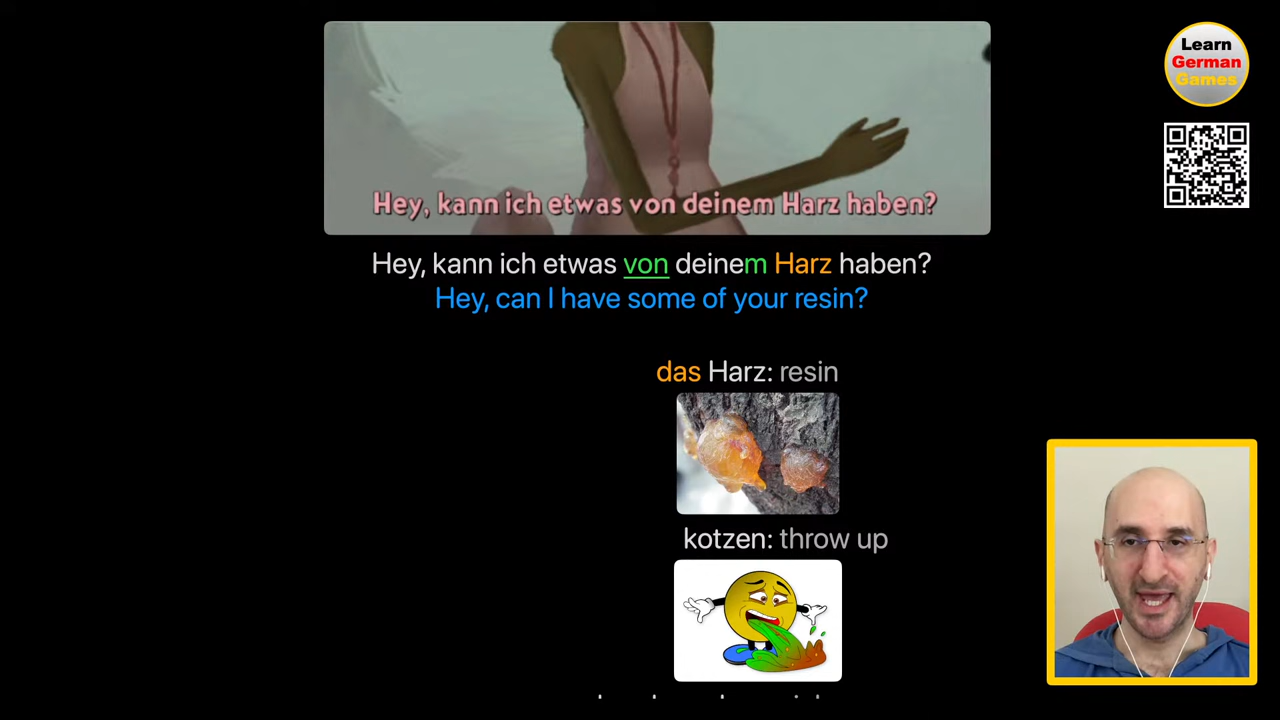 Learn
German
Games
Hey, kann ich etwas von deinem Harz haben?
Hey, kann ich etwas von deinem Harz haben?
Hey, can I have some of your resin?
das Harz: resin
kotzen: throw up